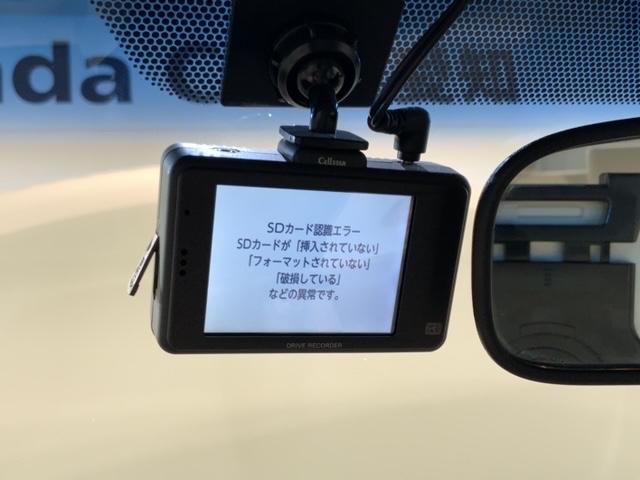 nda C
Cellstar
SDカード認識エラー
SDカードが「挿入されていない」
「フォーマットされていない」
「破損している」
などの異常です。
DRIVE RECORDER